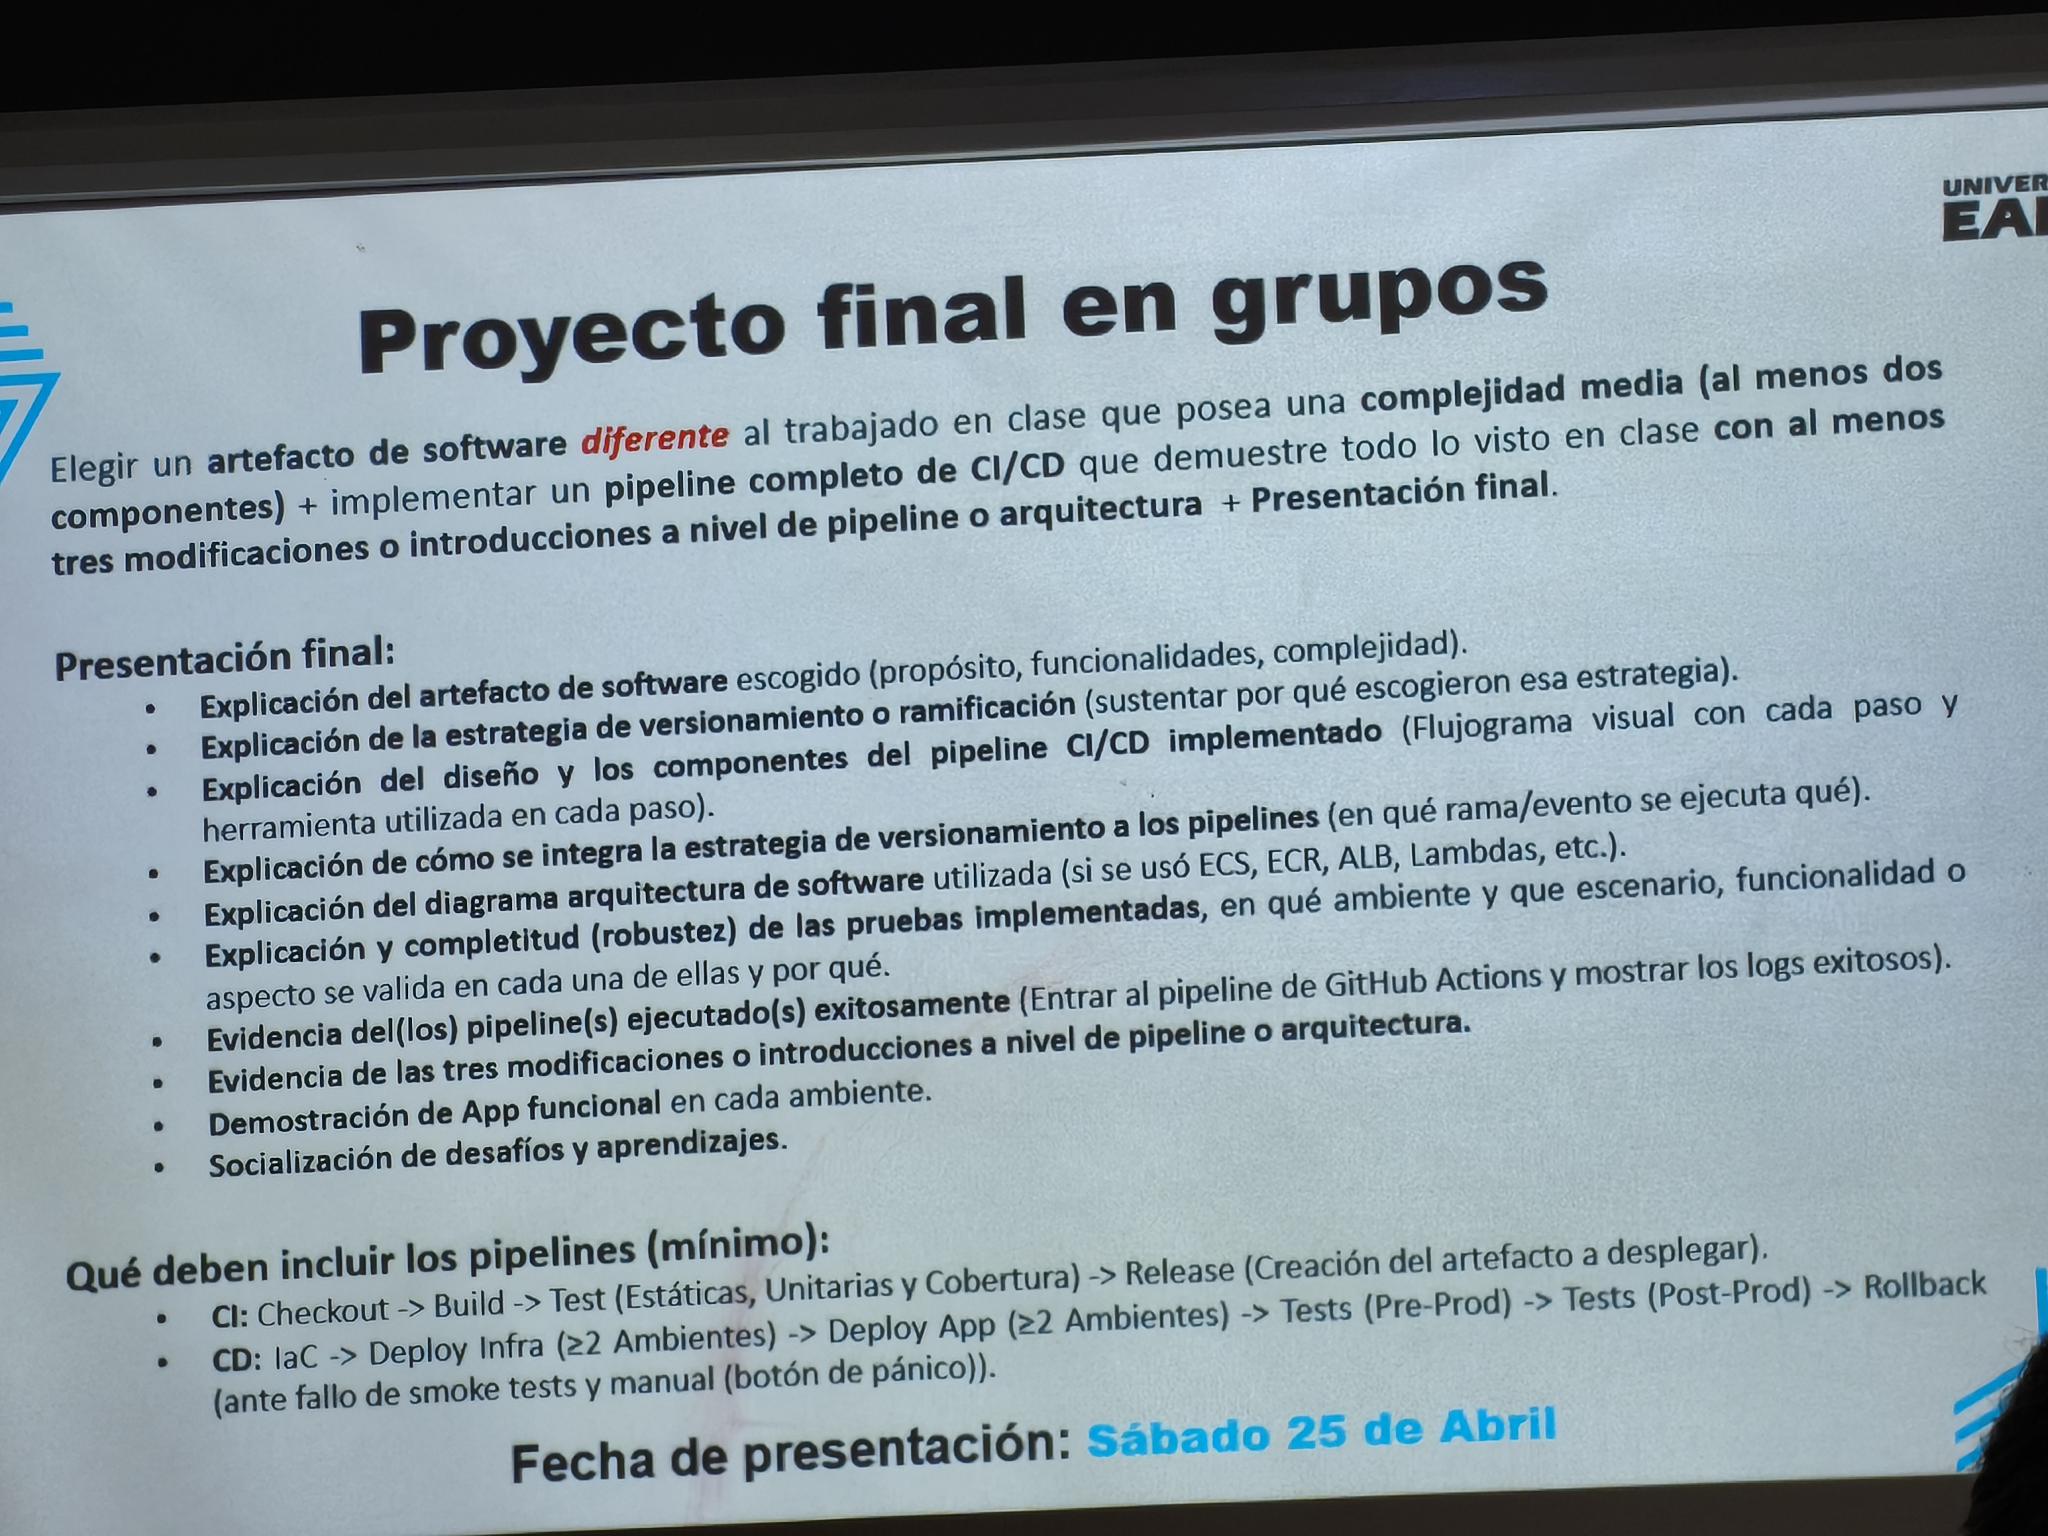 UNIVER
EA
Proyecto final en grupos
Elegir un artefacto de software diferente al trabajado en clase que posea una complejidad media (al menos dos
componentes) + implementar un pipeline completo de CI/CD que demuestre todo lo visto en clase con al menos
tres modificaciones o introducciones a nivel de pipeline o arquitectura + Presentación final.
Presentación final:
• Explicación del artefacto de software escogido (propósito, funcionalidades, complejidad).
• Explicación de la estrategia de versionamiento o ramificación (sustentar por qué escogieron esa estrategia).
• Explicación del diseño y los componentes del pipeline CI/CD implementado (Flujograma visual con cada paso y
herramienta utilizada en cada paso).
• Explicación de cómo se integra la estrategia de versionamiento a los pipelines (en qué rama/evento se ejecuta qué).
• Explicación del diagrama arquitectura de software utilizada (si se usó ECS, ECR, ALB, Lambdas, etc.).
• Explicación y completitud (robustez) de las pruebas implementadas, en qué ambiente y que escenario, funcionalidad o
aspecto se valida en cada una de ellas y por qué.
• Evidencia del(los) pipeline(s) ejecutado(s) exitosamente (Entrar al pipeline de GitHub Actions y mostrar los logs exitosos).
• Evidencia de las tres modificaciones o introducciones a nivel de pipeline o arquitectura.
• Demostración de App funcional en cada ambiente.
• Socialización de desafíos y aprendizajes.
Qué deben incluir los pipelines (mínimo):
• CI: Checkout -> Build -> Test (Estáticas, Unitarias y Cobertura) -> Release (Creación del artefacto a desplegar).
• CD: IaC -> Deploy Infra (≥2 Ambientes) -> Deploy App (≥2 Ambientes) -> Tests (Pre-Prod) -> Tests (Post-Prod) -> Rollback
(ante fallo de smoke tests y manual (botón de pánico)).
Fecha de presentación: Sábado 25 de Abril